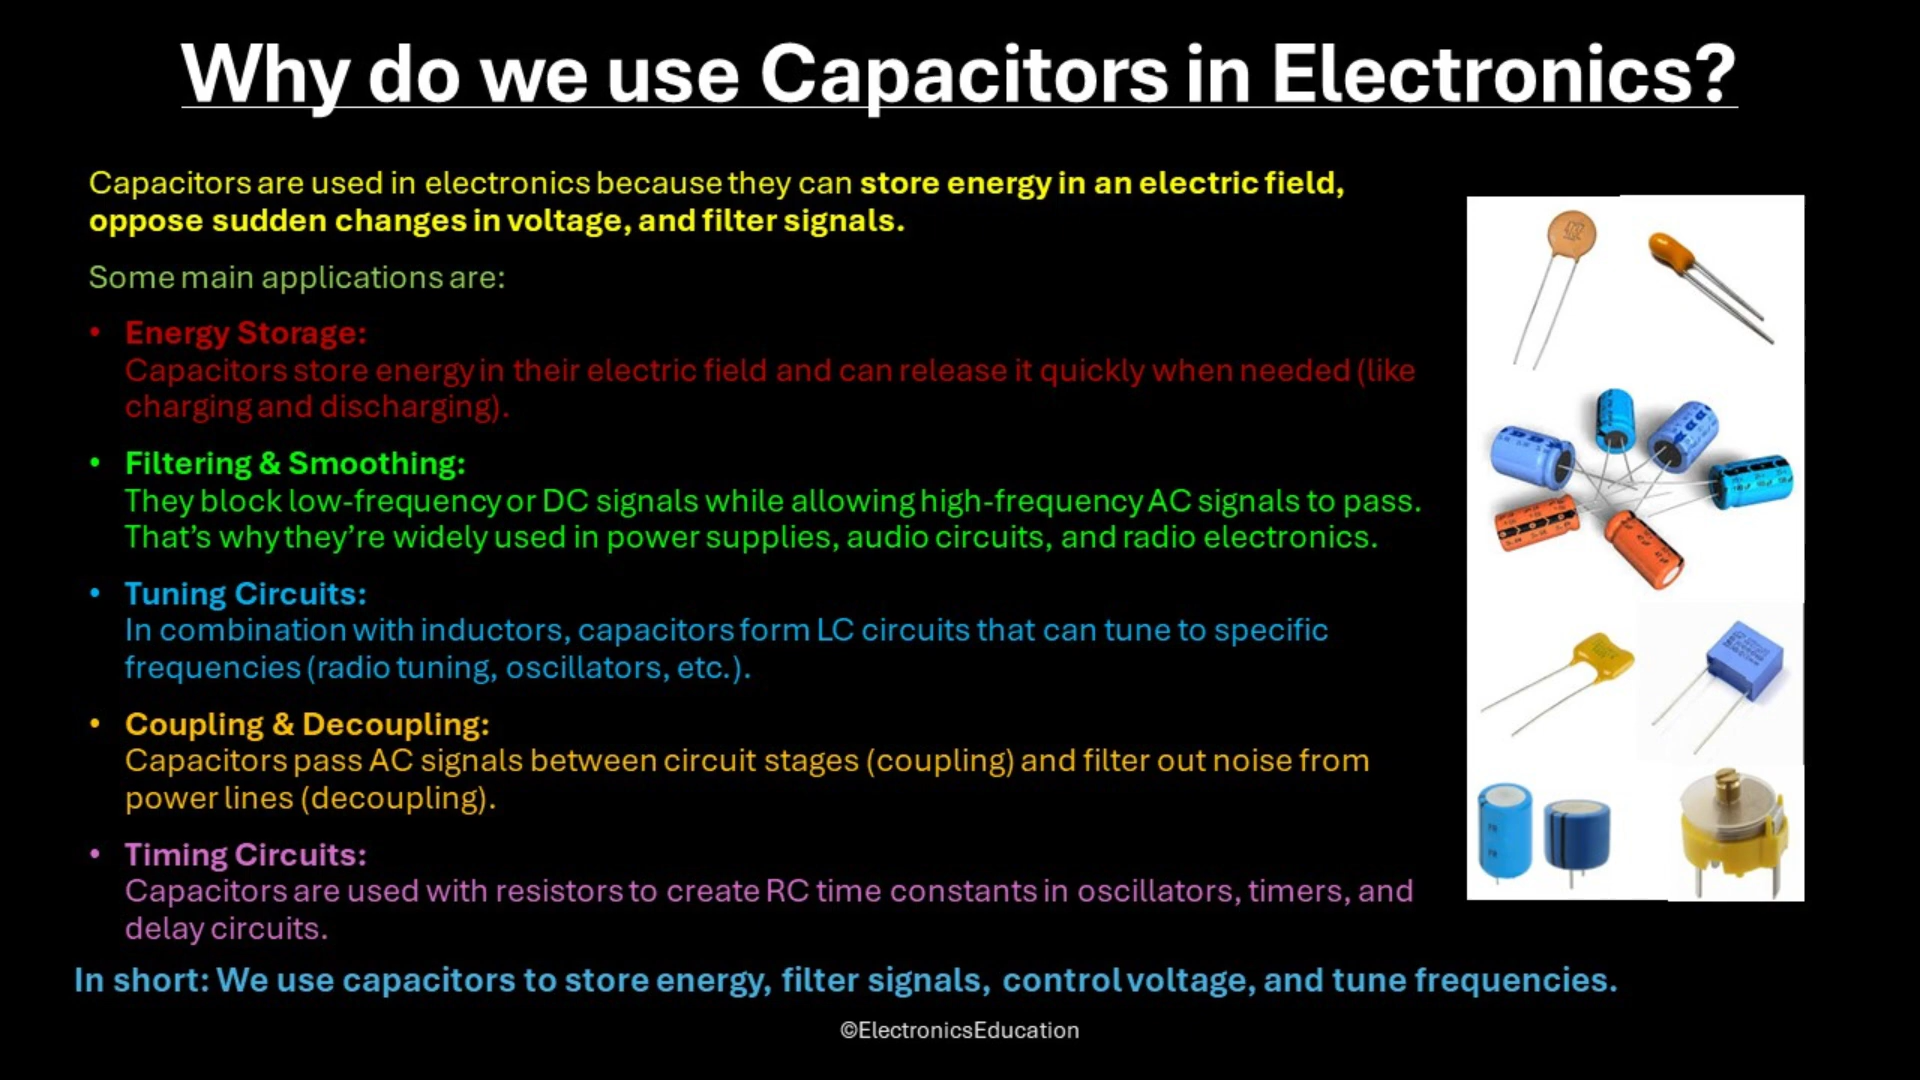 Why do we use Capacitors in Electronics?
Capacitors are used in electronics because they can store energy in an electric field,
oppose sudden changes in voltage, and filter signals.
Some main applications are:
• Energy Storage:
Capacitors store energy in their electric field and can release it quickly when needed (like
charging and discharging).
• Filtering & Smoothing:
They block low-frequency or DC signals while allowing high-frequency AC signals to pass.
That's why they're widely used in power supplies, audio circuits, and radio electronics.
• Tuning Circuits:
In combination with inductors, capacitors form LC circuits that can tune to specific
frequencies (radio tuning, oscillators, etc.).
• Coupling & Decoupling:
Capacitors pass AC signals between circuit stages (coupling) and filter out noise from
power lines (decoupling).
• Timing Circuits:
Capacitors are used with resistors to create RC time constants in oscillators, timers, and
delay circuits.
In short: We use capacitors to store energy, filter signals, control voltage, and tune frequencies.
©ElectronicsEducation